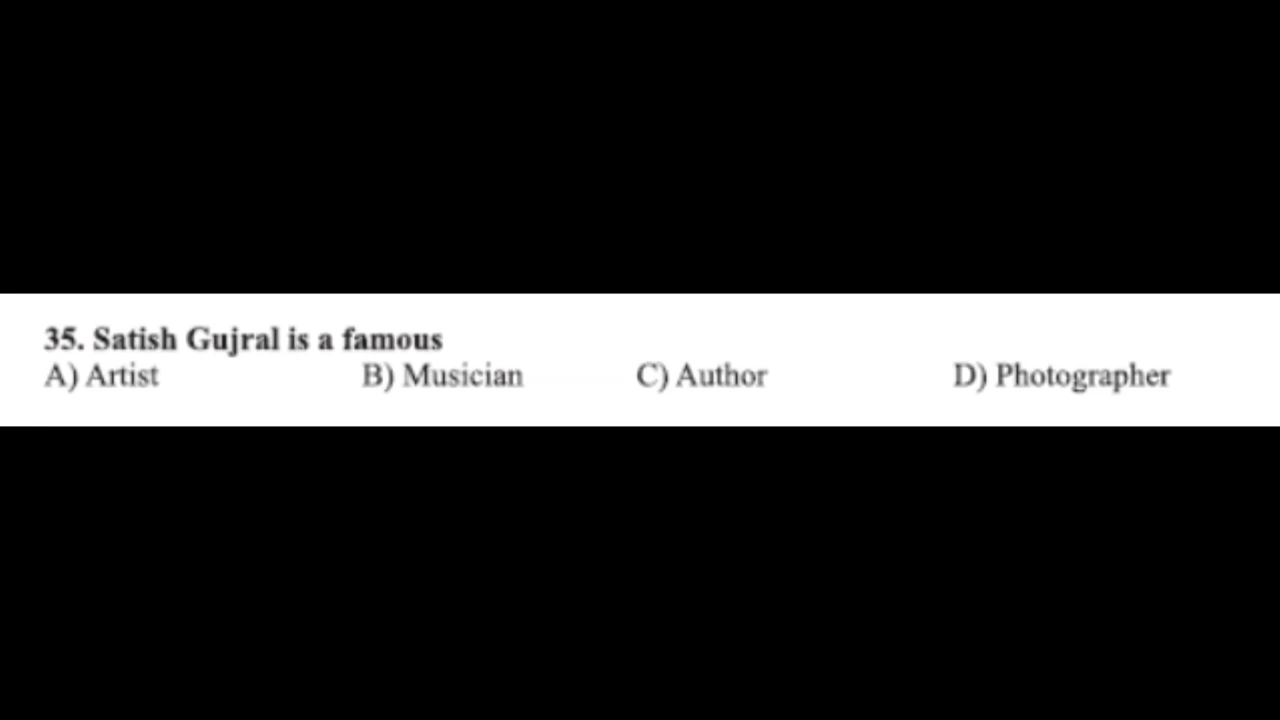 35. Satish Gujral is a famous
A) Artist B) Musician C) Author D) Photographer